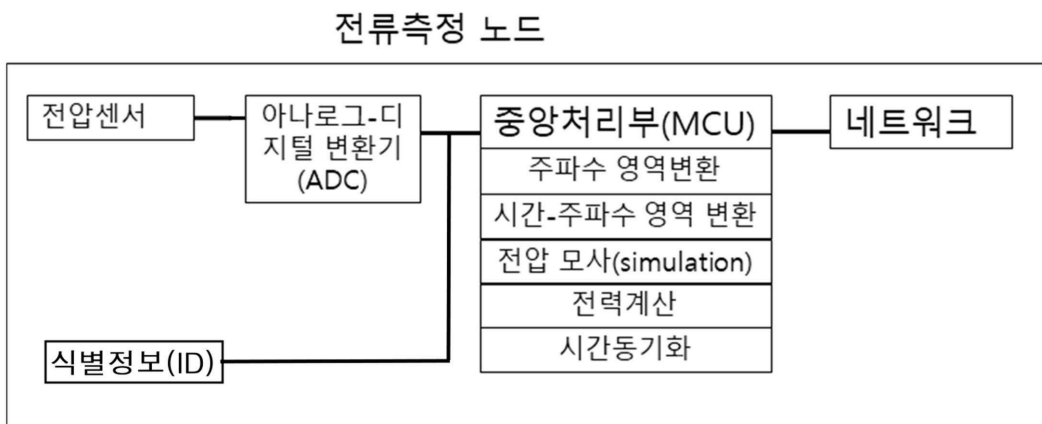 전류측정 노드
전압센서
아나로그-디
지털 변환기
(ADC)
중앙처리부(MCU)
네트워크
주파수 영역변환
시간-주파수 영역 변환
전압 모사(simulation)
전력계산
시간동기화
식별정보(ID)